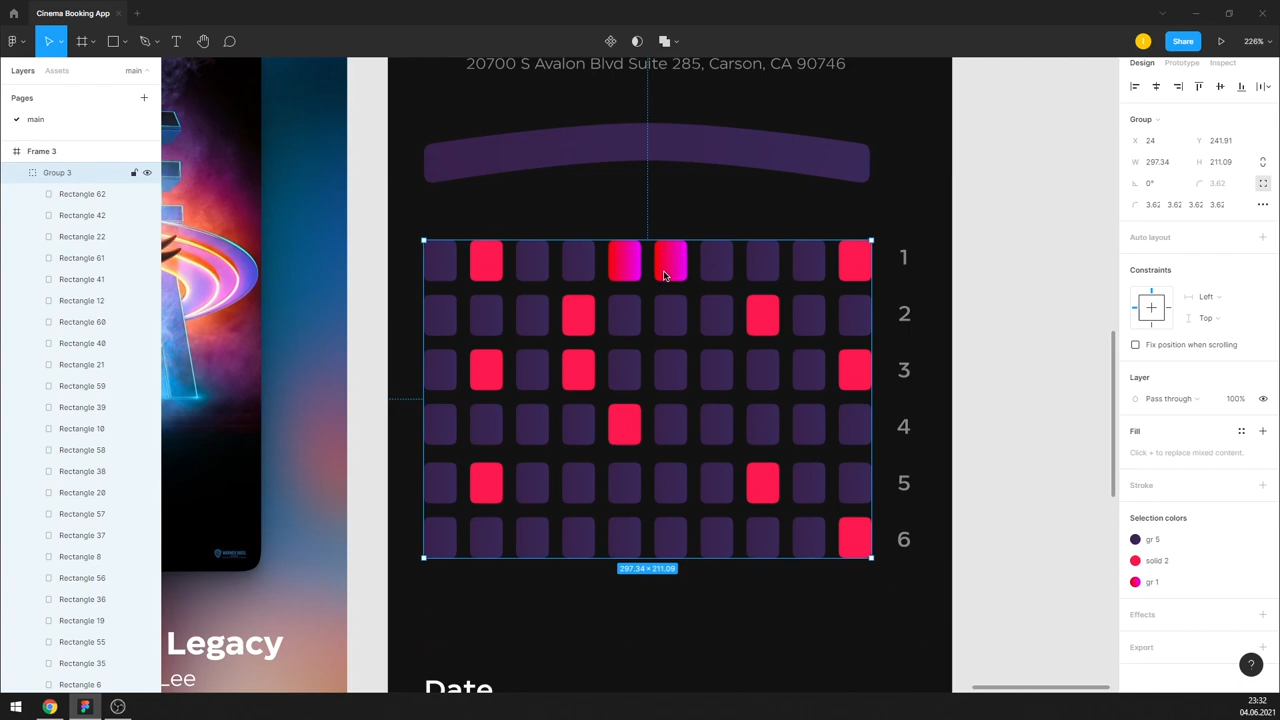 Cinema Booking App
Share
226%
Layers
Assets
main
Pages
main
Frame 3
Group 3
Rectangle 62
Rectangle 42
Rectangle 22
Rectangle 61
Rectangle 41
Rectangle 12
Rectangle 60
Rectangle 40
Rectangle 21
Rectangle 59
Rectangle 39
Rectangle 10
Rectangle 58
Rectangle 38
Rectangle 20
Rectangle 57
Rectangle 37
Rectangle 8
Rectangle 56
Rectangle 36
Rectangle 19
Rectangle 55
Rectangle 35
Rectangle 6
Legacy
Lee
20700 S Avalon Blvd Suite 285, Carson, CA 90746
1
2
3
4
5
6
297.34 × 211.09
Date
Design
Prototype
Inspect
Group
X 24
Y 241.91
W 297.34
H 211.09
0°
3.62
3.62 3.62 3.62 3.62
Auto layout
Constraints
Left
Top
Fix position when scrolling
Layer
Pass through
100%
Fill
Click + to replace mixed content.
Stroke
Selection colors
gr 5
solid 2
gr 1
Effects
Export
?
23:32
04.06.2021